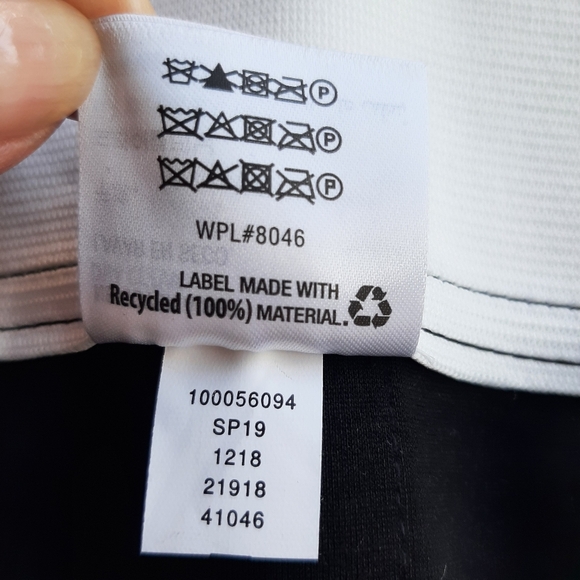 P
P
P
WPL#8046
LABEL MADE WITH
Recycled (100%) MATERIAL.
100056094
SP19
1218
21918
41046